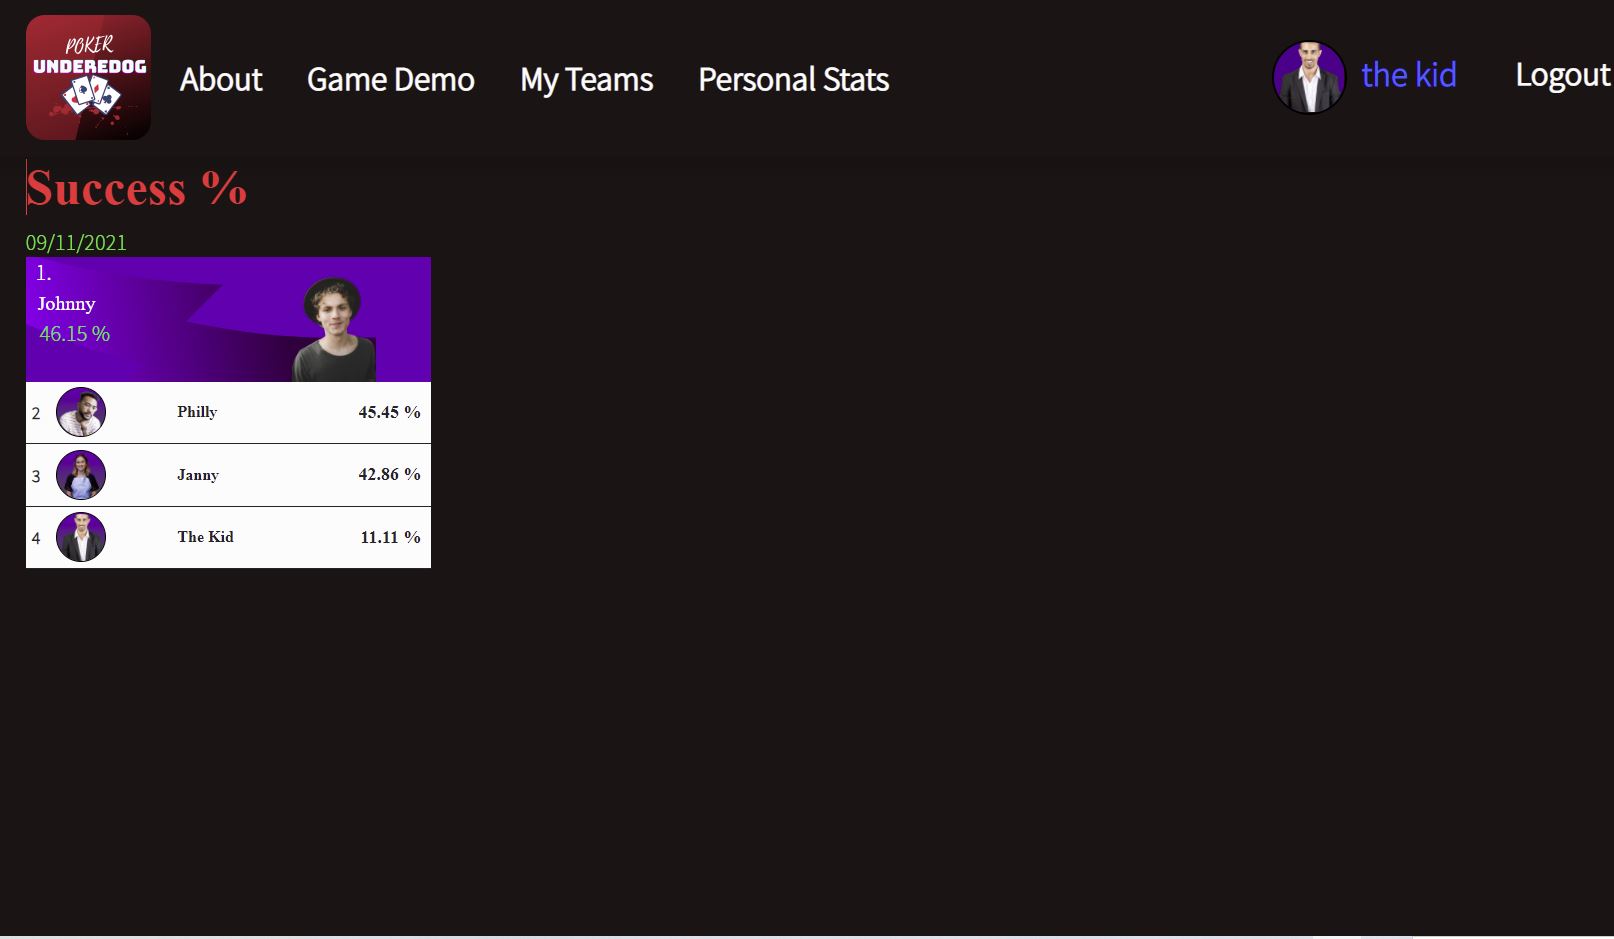 POKER
UNDEREDOG
About Game Demo My Teams Personal Stats the kid Logout
Success %
09/11/2021
1.
Johnny
46.15 %
2 Philly 45.45 %
3 Janny 42.86 %
4 The Kid 11.11 %